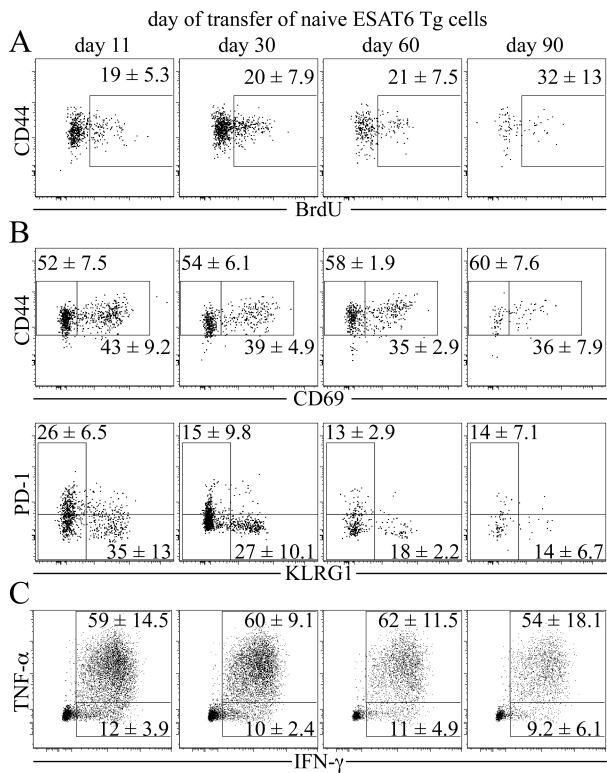 day of transfer of naive ESAT6 Tg cells
A day 11 day 30 day 60 day 90
19 ± 5.3 20 ± 7.9 21 ± 7.5 32 ± 13
CD44
BrdU
B
52 ± 7.5 54 ± 6.1 58 ± 1.9 60 ± 7.6
CD44
43 ± 9.2 39 ± 4.9 35 ± 2.9 36 ± 7.9
CD69
26 ± 6.5 15 ± 9.8 13 ± 2.9 14 ± 7.1
PD-1
35 ± 13 27 ± 10.1 18 ± 2.2 14 ± 6.7
KLRG1
C
59 ± 14.5 60 ± 9.1 62 ± 11.5 54 ± 18.1
TNF-α
12 ± 3.9 10 ± 2.4 11 ± 4.9 9.2 ± 6.1
IFN-γ